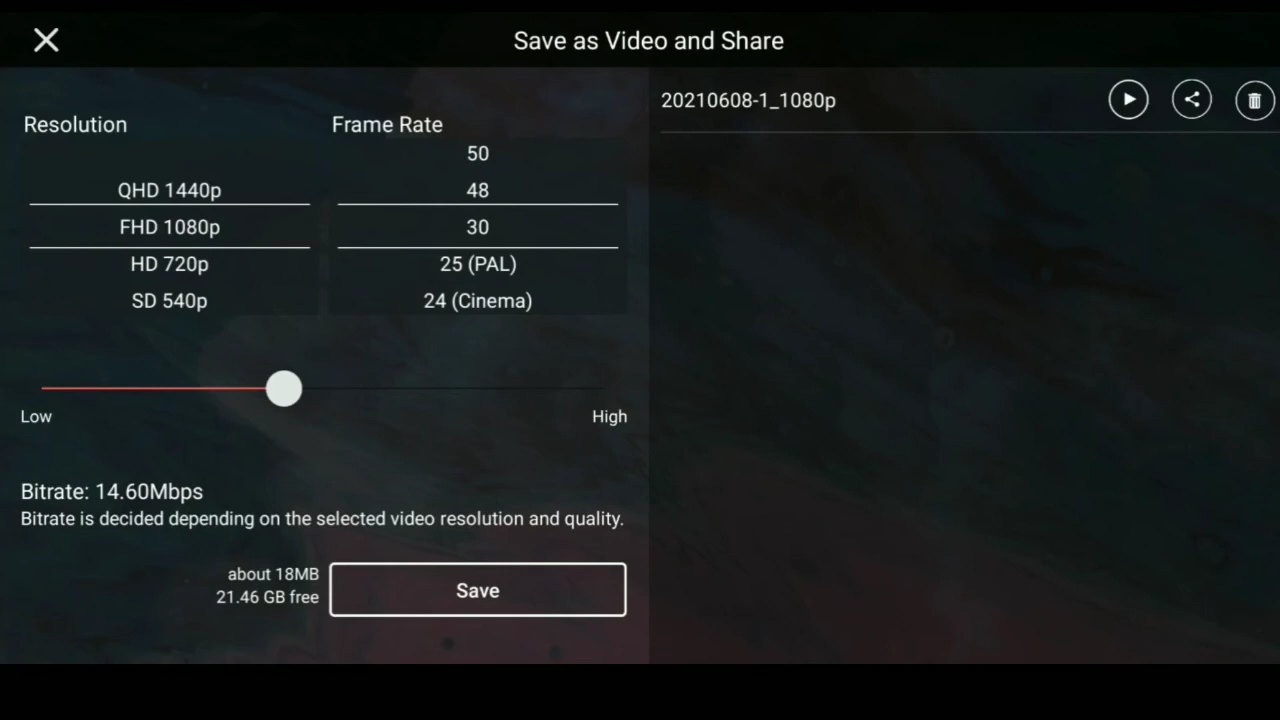 Save as Video and Share
Resolution
QHD 1440p
FHD 1080p
HD 720p
SD 540p
Frame Rate
50
48
30
25 (PAL)
24 (Cinema)
Low
High
Bitrate: 14.60Mbps
Bitrate is decided depending on the selected video resolution and quality.
about 18MB
21.46 GB free
Save
20210608-1_1080p